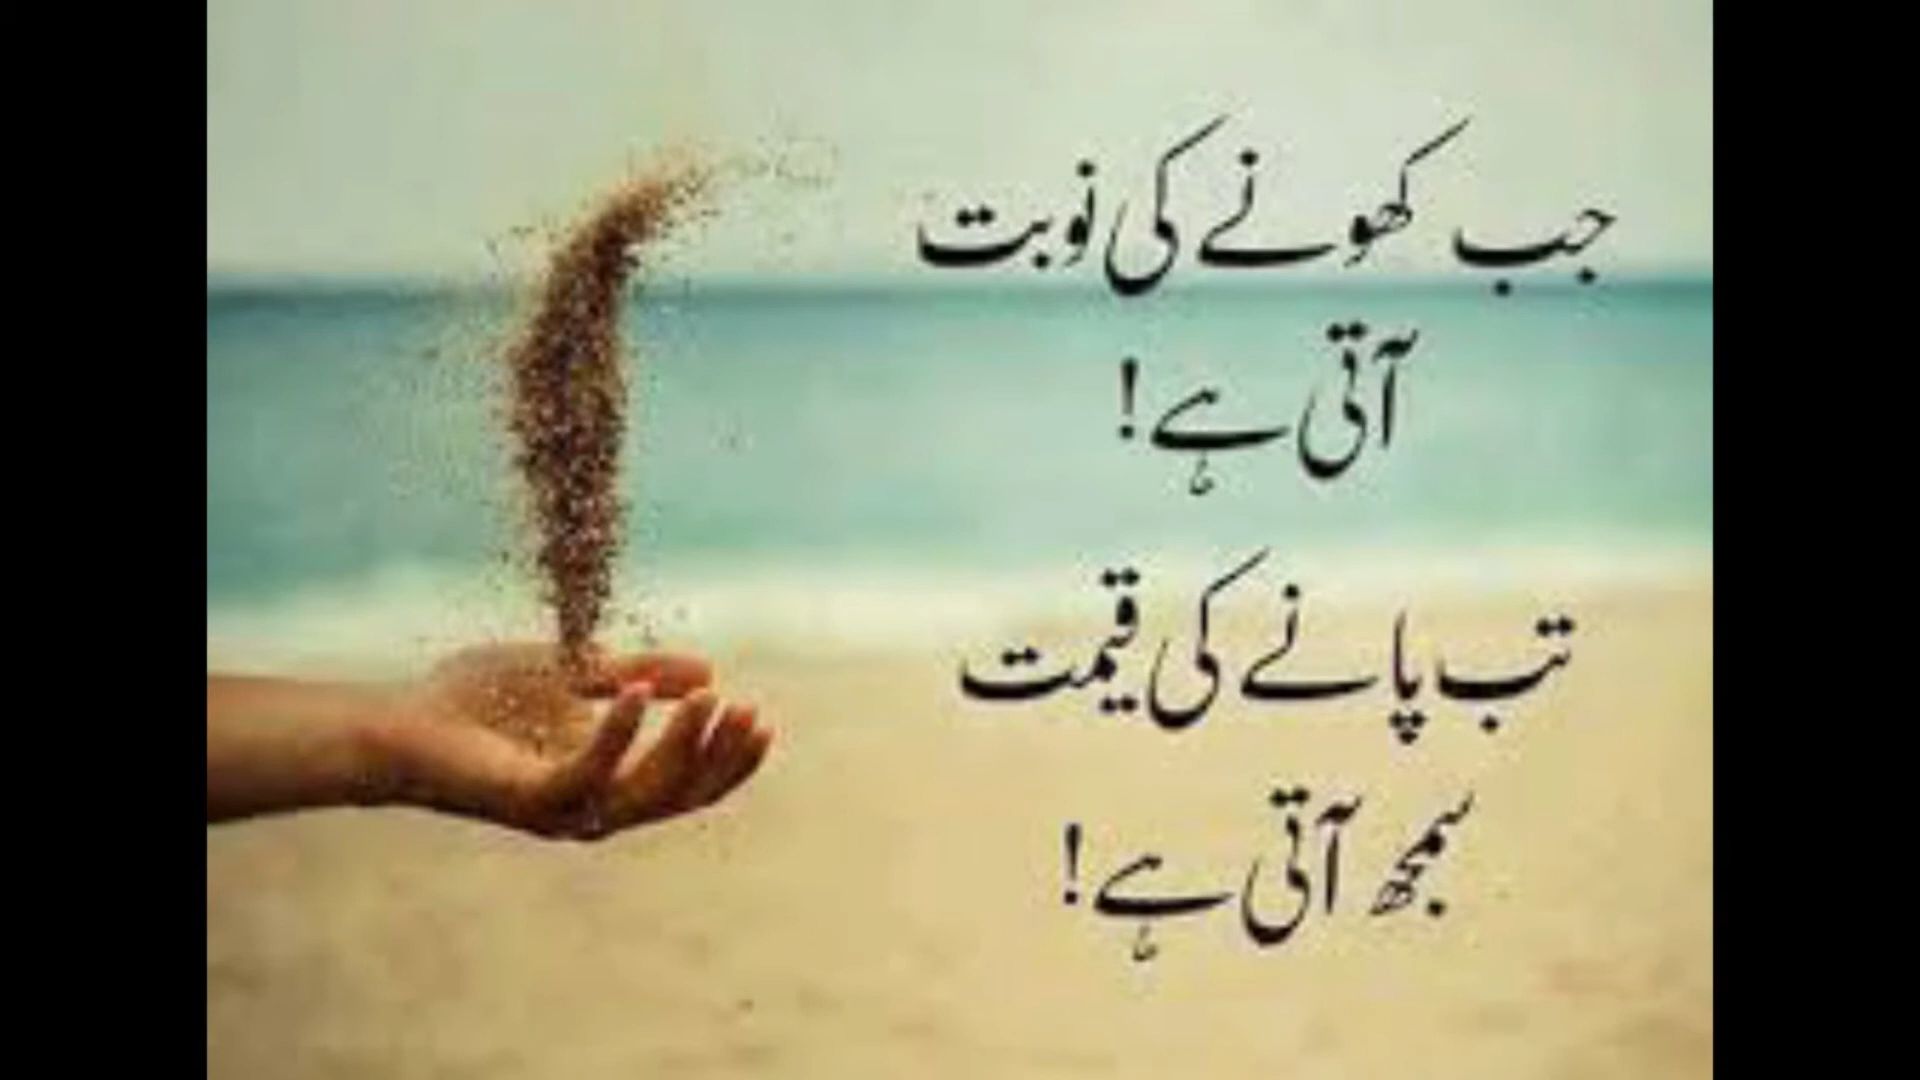 جب کھونے کی نوبت
آتی ہے!
تب پانے کی قیمت
سمجھ آتی ہے!